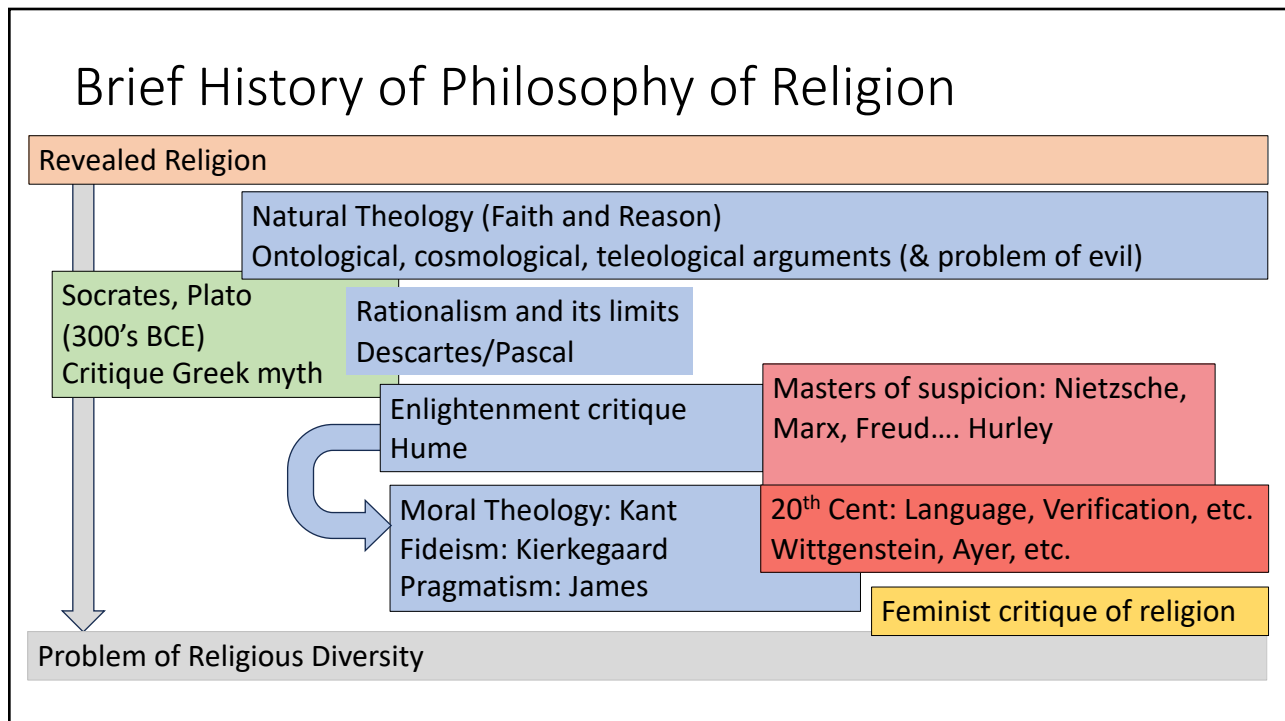 Brief History of Philosophy of Religion
Revealed Religion
Natural Theology (Faith and Reason)
Ontological, cosmological, teleological arguments (& problem of evil)
Socrates, Plato
(300's BCE)
Critique Greek myth
Rationalism and its limits
Descartes/Pascal
Enlightenment critique
Hume
Masters of suspicion: Nietzsche,
Marx, Freud.... Hurley
Moral Theology: Kant
Fideism: Kierkegaard
Pragmatism: James
20th Cent: Language, Verification, etc.
Wittgenstein, Ayer, etc.
Feminist critique of religion
Problem of Religious Diversity